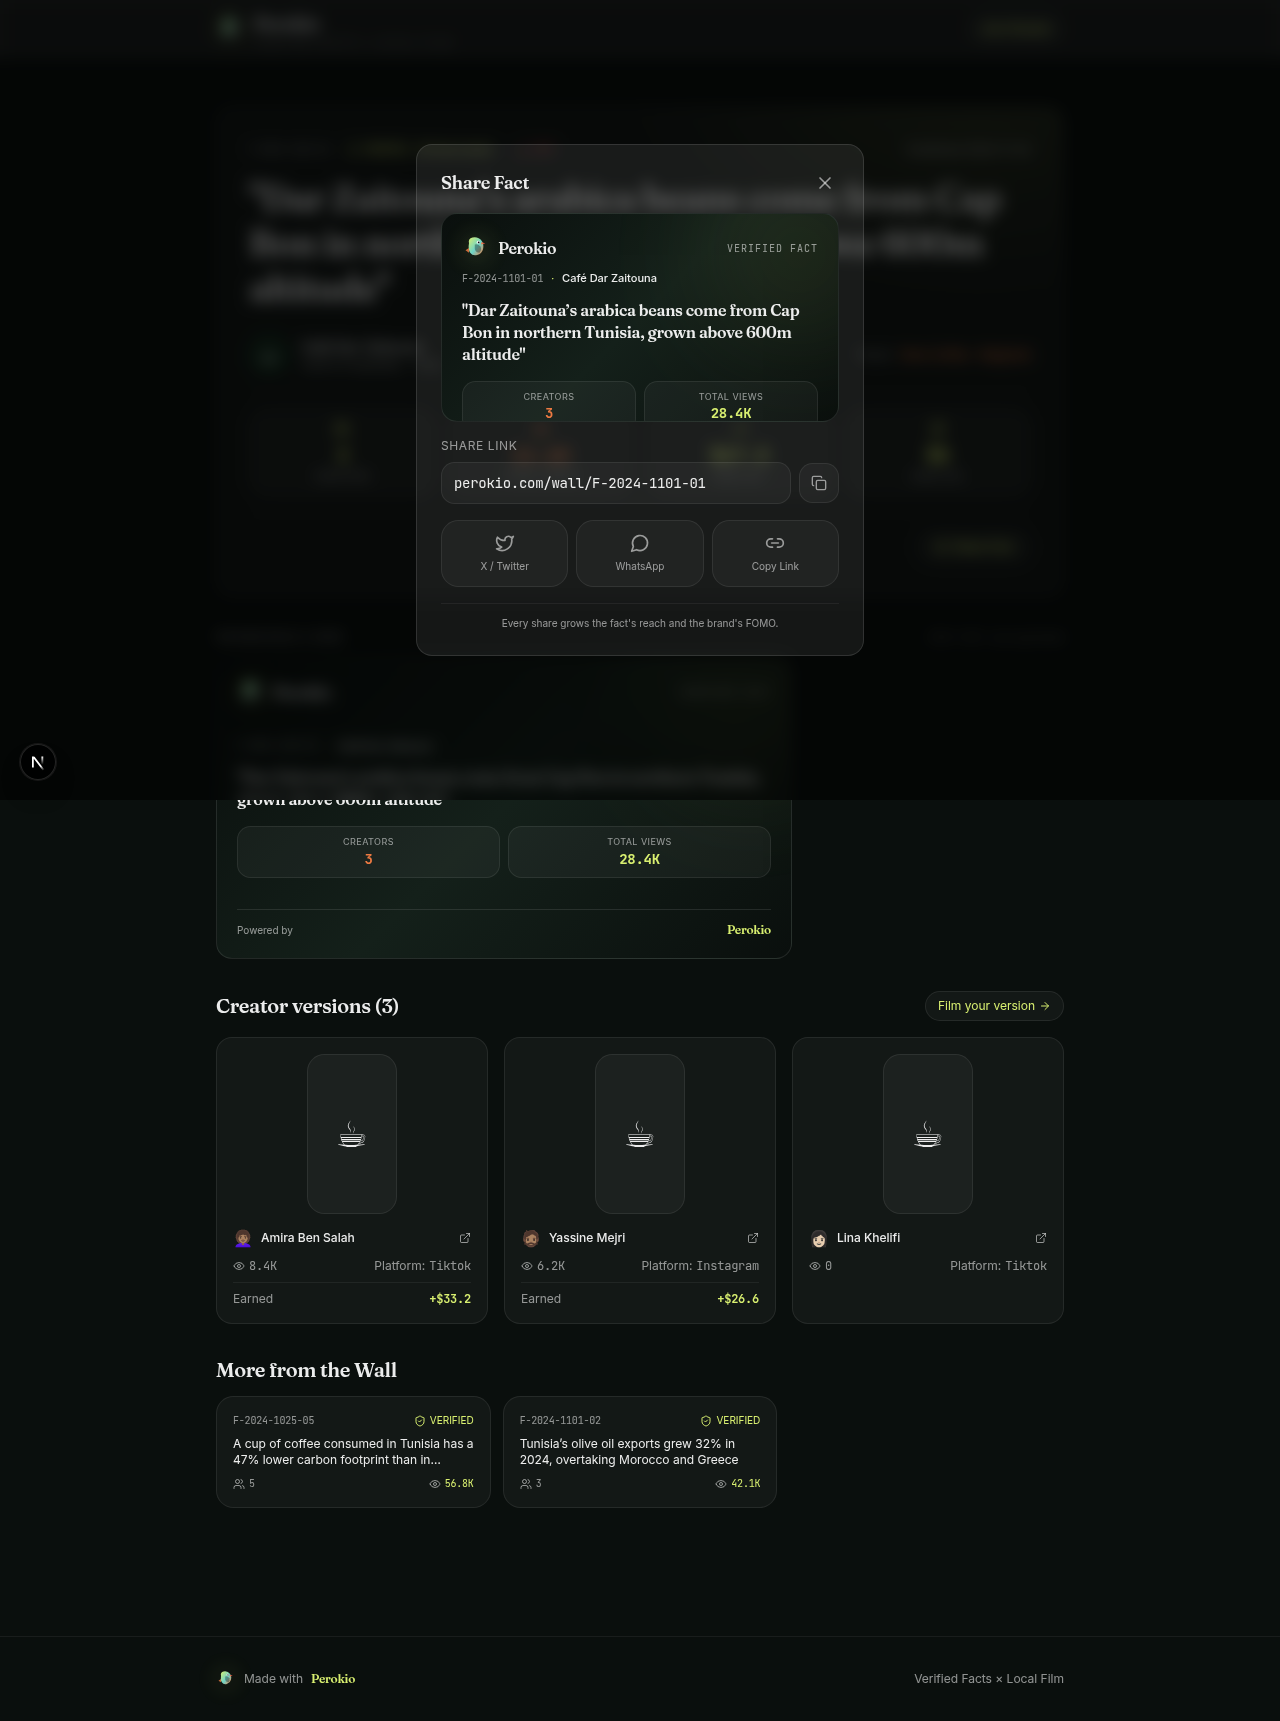 Share Fact
Perokio
VERIFIED FACT
F-2024-1101-01 · Café Dar Zaitouna
"Dar Zaitouna’s arabica beans come from Cap
Bon in northern Tunisia, grown above 600m
altitude"
CREATORS
3
TOTAL VIEWS
28.4K
SHARE LINK
perokio.com/wall/F-2024-1101-01
X / Twitter
WhatsApp
Copy Link
Every share grows the fact's reach and the brand's FOMO.
grown above 600m altitude"
CREATORS
3
TOTAL VIEWS
28.4K
Powered by
Perokio
Creator versions (3)
Film your version →
Amira Ben Salah
8.4K
Platform: Tiktok
Earned
+$33.2
Yassine Mejri
6.2K
Platform: Instagram
Earned
+$26.6
Lina Khelifi
0
Platform: Tiktok
More from the Wall
F-2024-1025-05
VERIFIED
A cup of coffee consumed in Tunisia has a
47% lower carbon footprint than in...
5
56.8K
F-2024-1101-02
VERIFIED
Tunisia’s olive oil exports grew 32% in
2024, overtaking Morocco and Greece
3
42.1K
Made with Perokio
Verified Facts × Local Film